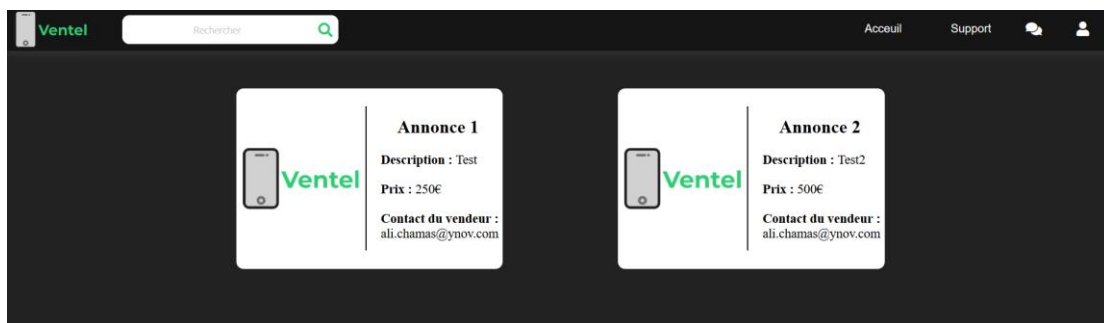 Ventel
Rechercher
Acceuil
Support
Ventel
Annonce 1
Description : Test
Prix : 250€
Contact du vendeur :
ali.chamas@ynov.com
Ventel
Annonce 2
Description : Test2
Prix : 500€
Contact du vendeur :
ali.chamas@ynov.com